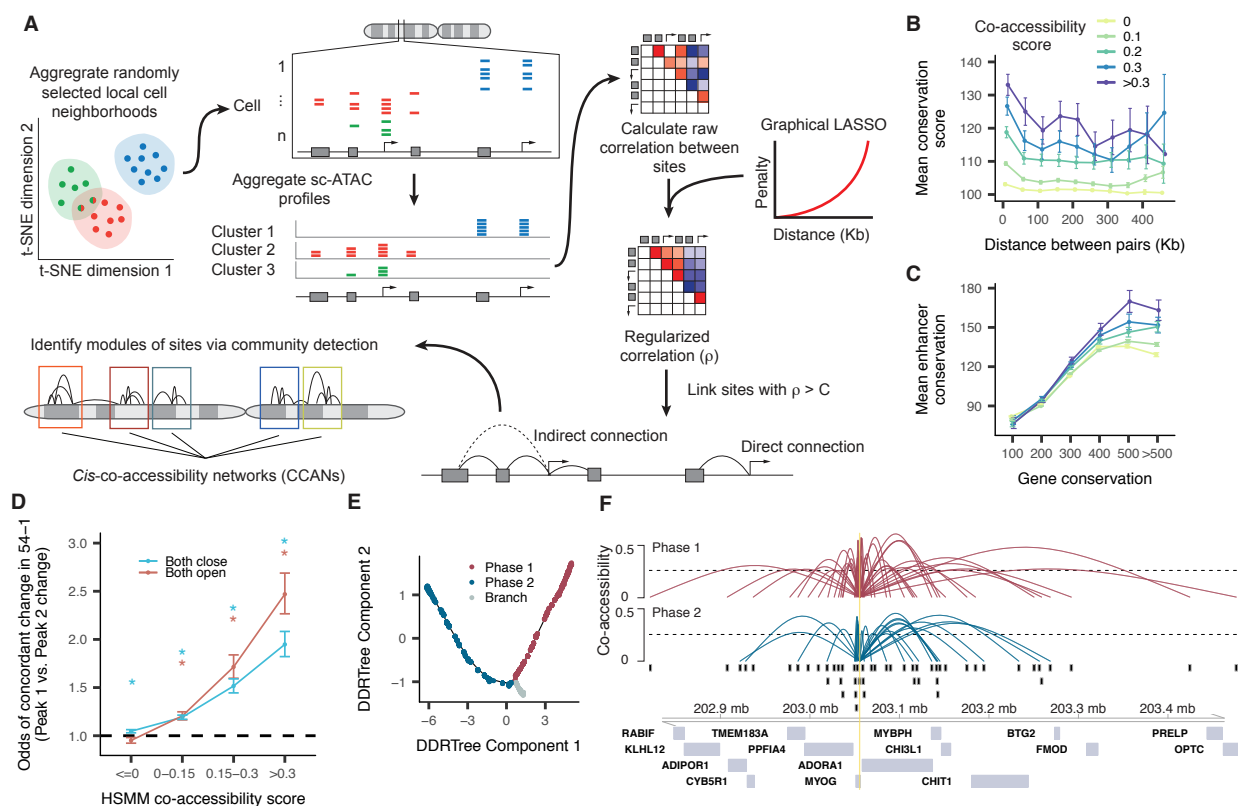 A
Aggregrate randomly
selected local cell
neighborhoods
t-SNE dimension 2
t-SNE dimension 1
Cell
1
...
n
Aggregate sc-ATAC
profiles
Cluster 1
Cluster 2
Cluster 3
Calculate raw
correlation between
sites
Graphical LASSO
Penalty
Distance (Kb)
Regularized
correlation (ρ)
Link sites with ρ > C
Indirect connection
Direct connection
Identify modules of sites via community detection
Cis-co-accessibility networks (CCANs)
B
Co-accessibility
score
0
0.1
0.2
0.3
>0.3
Mean conservation
score
140
130
120
110
100
0 100 200 300 400
Distance between pairs (Kb)
C
Mean enhancer
conservation
180
150
120
90
100 200 300 400 500 >500
Gene conservation
D
Odds of concordant change in 54−1
(Peak 1 vs. Peak 2 change)
3.0
2.5
2.0
1.5
1.0
Both close
Both open
* * * * * * *
<=0 0−0.15 0.15−0.3 >0.3
HSMM co-accessibility score
E
DDRTree Component 2
1
0
−1
Phase 1
Phase 2
Branch
−6 −3 0 3
DDRTree Component 1
F
Co-accessibility
0.5
0
Phase 1
0.5
0
Phase 2
202.9 mb 203.0 mb 203.1 mb 203.2 mb 203.3 mb 203.4 mb
RABIF TMEM183A MYBPH BTG2 PRELP
KLHL12 PPFIA4 CHI3L1 FMOD OPTC
ADIPOR1 ADORA1
CYB5R1 MYOG CHIT1